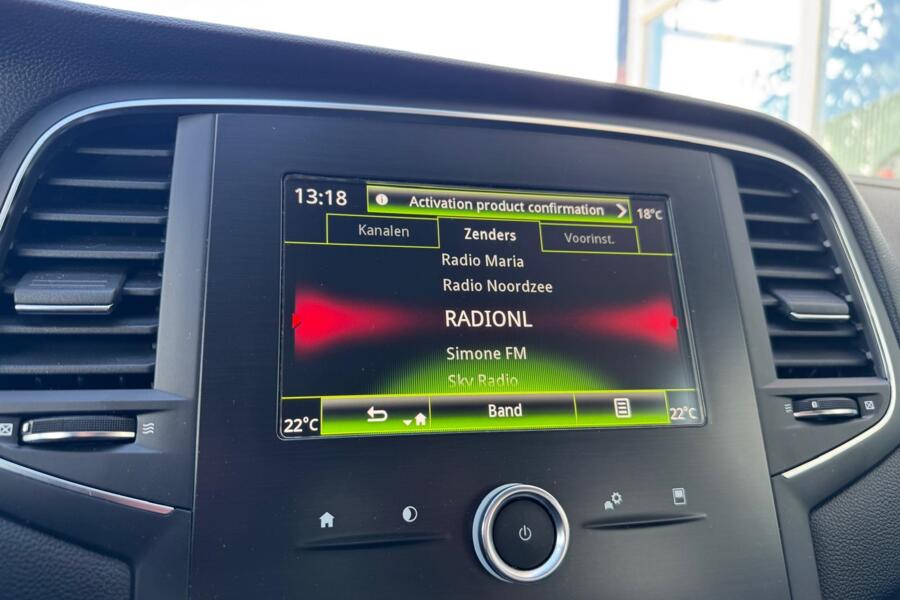 13:18
Activation product confirmation
18°C
Kanalen
Zenders
Voorinst.
Radio Maria
Radio Noordzee
RADIONL
Simone FM
Sky Radio
22°C
Band
22°C